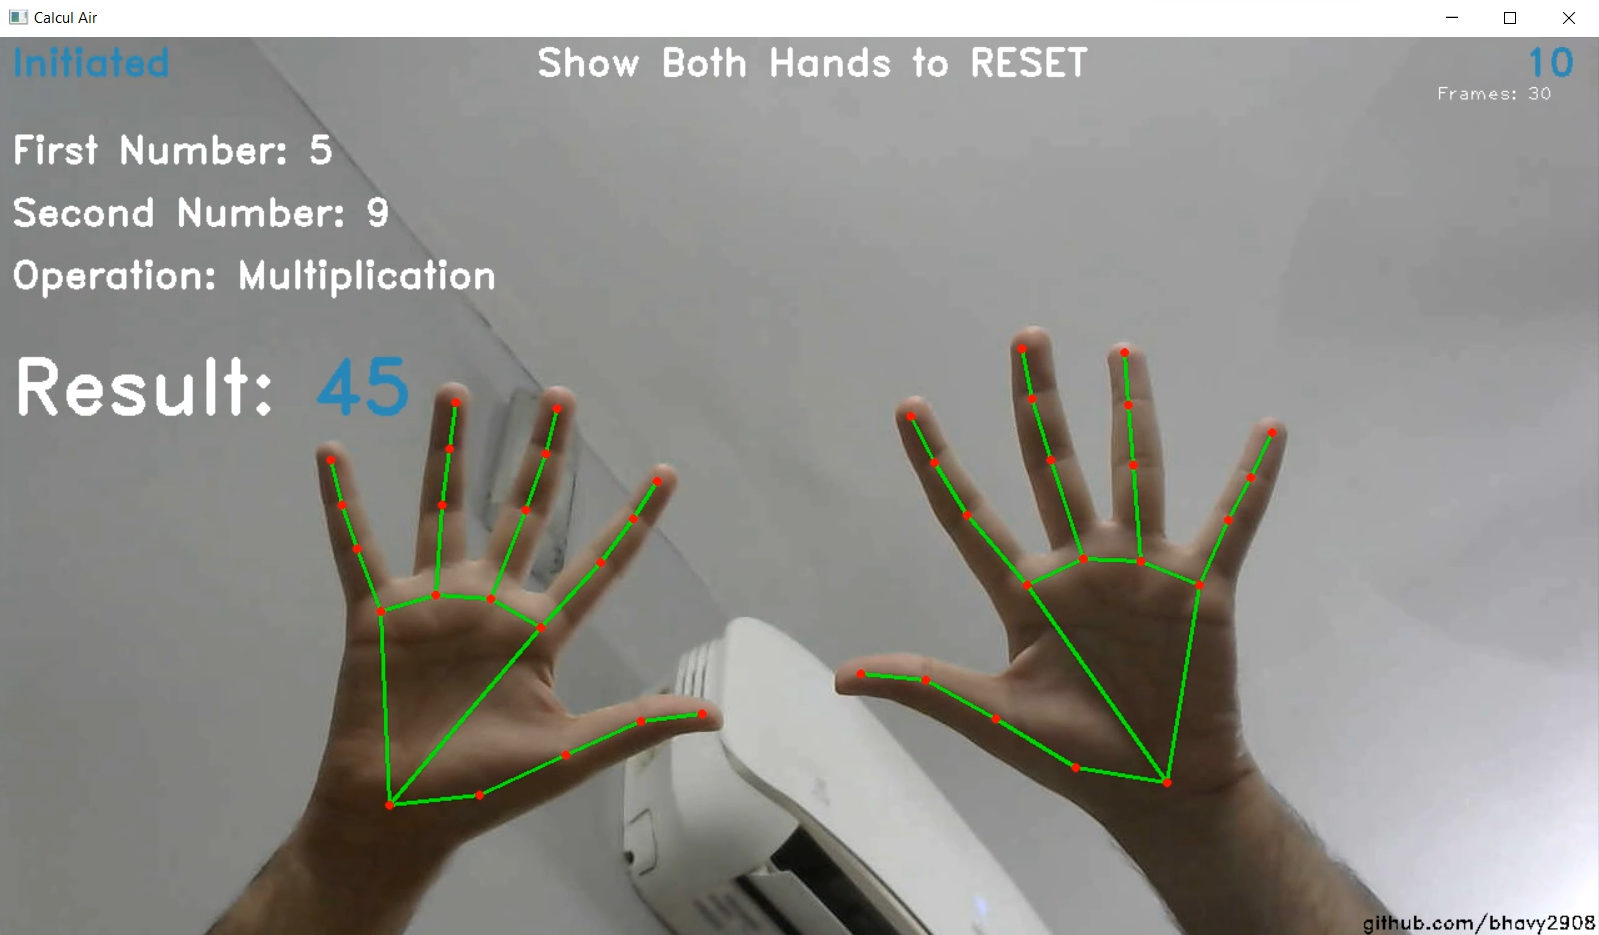 Calcul Air
Initiated
Show Both Hands to RESET
10
Frames: 30
First Number: 5
Second Number: 9
Operation: Multiplication
Result: 45
github.com/bhavy2908